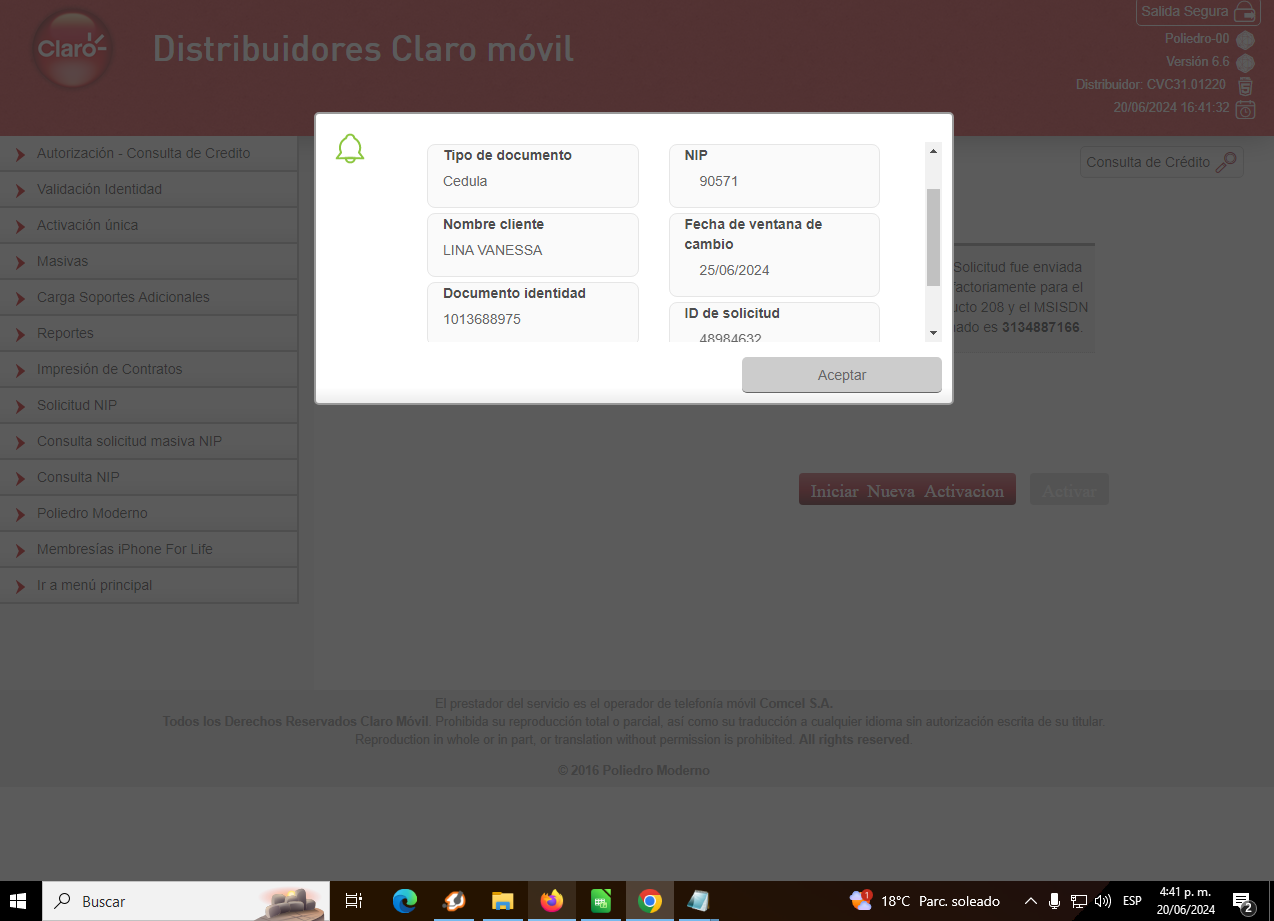 Claro
Distribuidores Claro móvil
Salida Segura
Poliedro-00
Versión 6.6
Distribuidor: CVC31.01220
20/06/2024 16:41:32
Autorización - Consulta de Credito
Validación Identidad
Activación única
Masivas
Carga Soportes Adicionales
Reportes
Impresión de Contratos
Solicitud NIP
Consulta solicitud masiva NIP
Consulta NIP
Poliedro Moderno
Membresías iPhone For Life
Ir a menú principal
Consulta de Crédito
Tipo de documento
Cedula
NIP
90571
Nombre cliente
LINA VANESSA
Fecha de ventana de
cambio
25/06/2024
Documento identidad
1013688975
ID de solicitud
48984632
Aceptar
Solicitud fue enviada
factoriamente para el
ucto 208 y el MSISDN
ado es 3134887166.
Iniciar Nueva Activacion
Activar
El prestador del servicio es el operador de telefonía móvil Comcel S.A.
Todos los Derechos Reservados Claro Móvil. Prohibida su reproducción total o parcial, así como su traducción a cualquier idioma sin autorización escrita de su titular.
Reproduction in whole or in part, or translation without permission is prohibited. All rights reserved.
© 2016 Poliedro Moderno
Buscar
1
18°C Parc. soleado
ESP
4:41 p. m.
20/06/2024
2